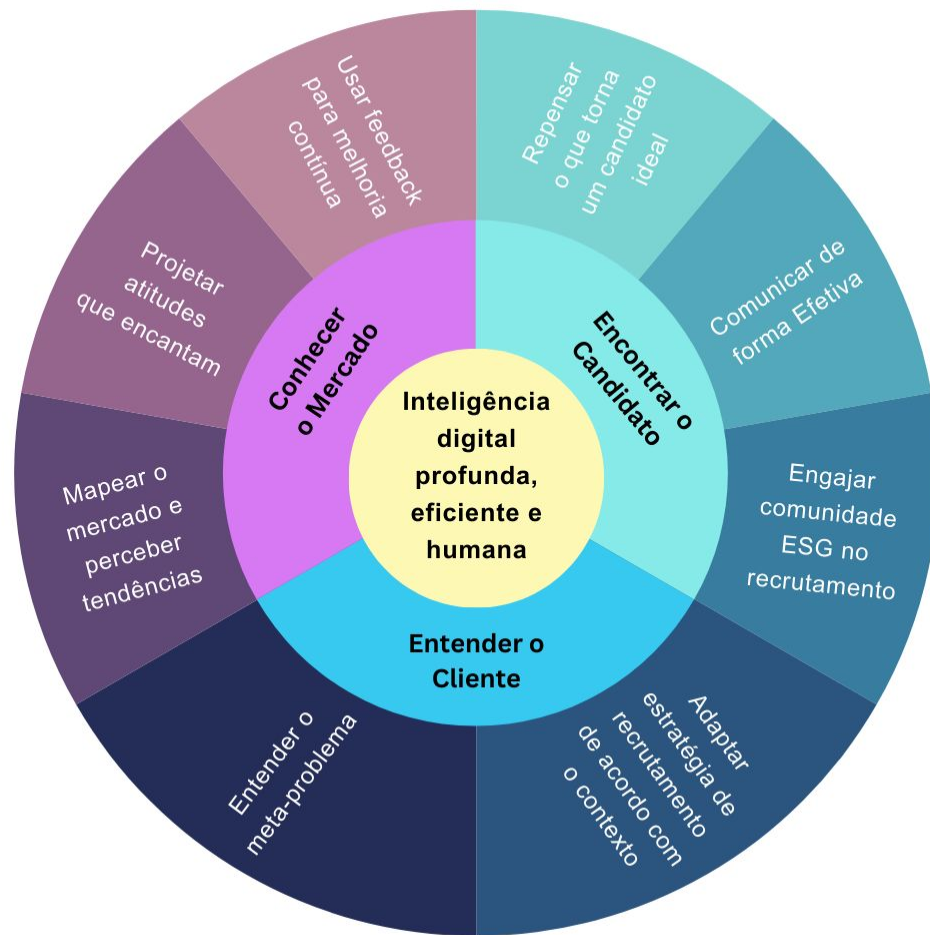 Inteligência
digital
profunda,
eficiente e
humana
Encontrar o
Candidato
Entender o
Cliente
Conhecer
o Mercado
Repensar
o que torna
um candidato
ideal
Comunicar de
forma Efetiva
Engajar
comunidade
ESG no
recrutamento
Adaptar
estratégia de
recrutamento
de acordo com
o contexto
Entender o
meta-problema
Mapear o
mercado e
perceber
tendências
Projetar
atitudes
que encantam
Usar feedback
para melhoria
contínua